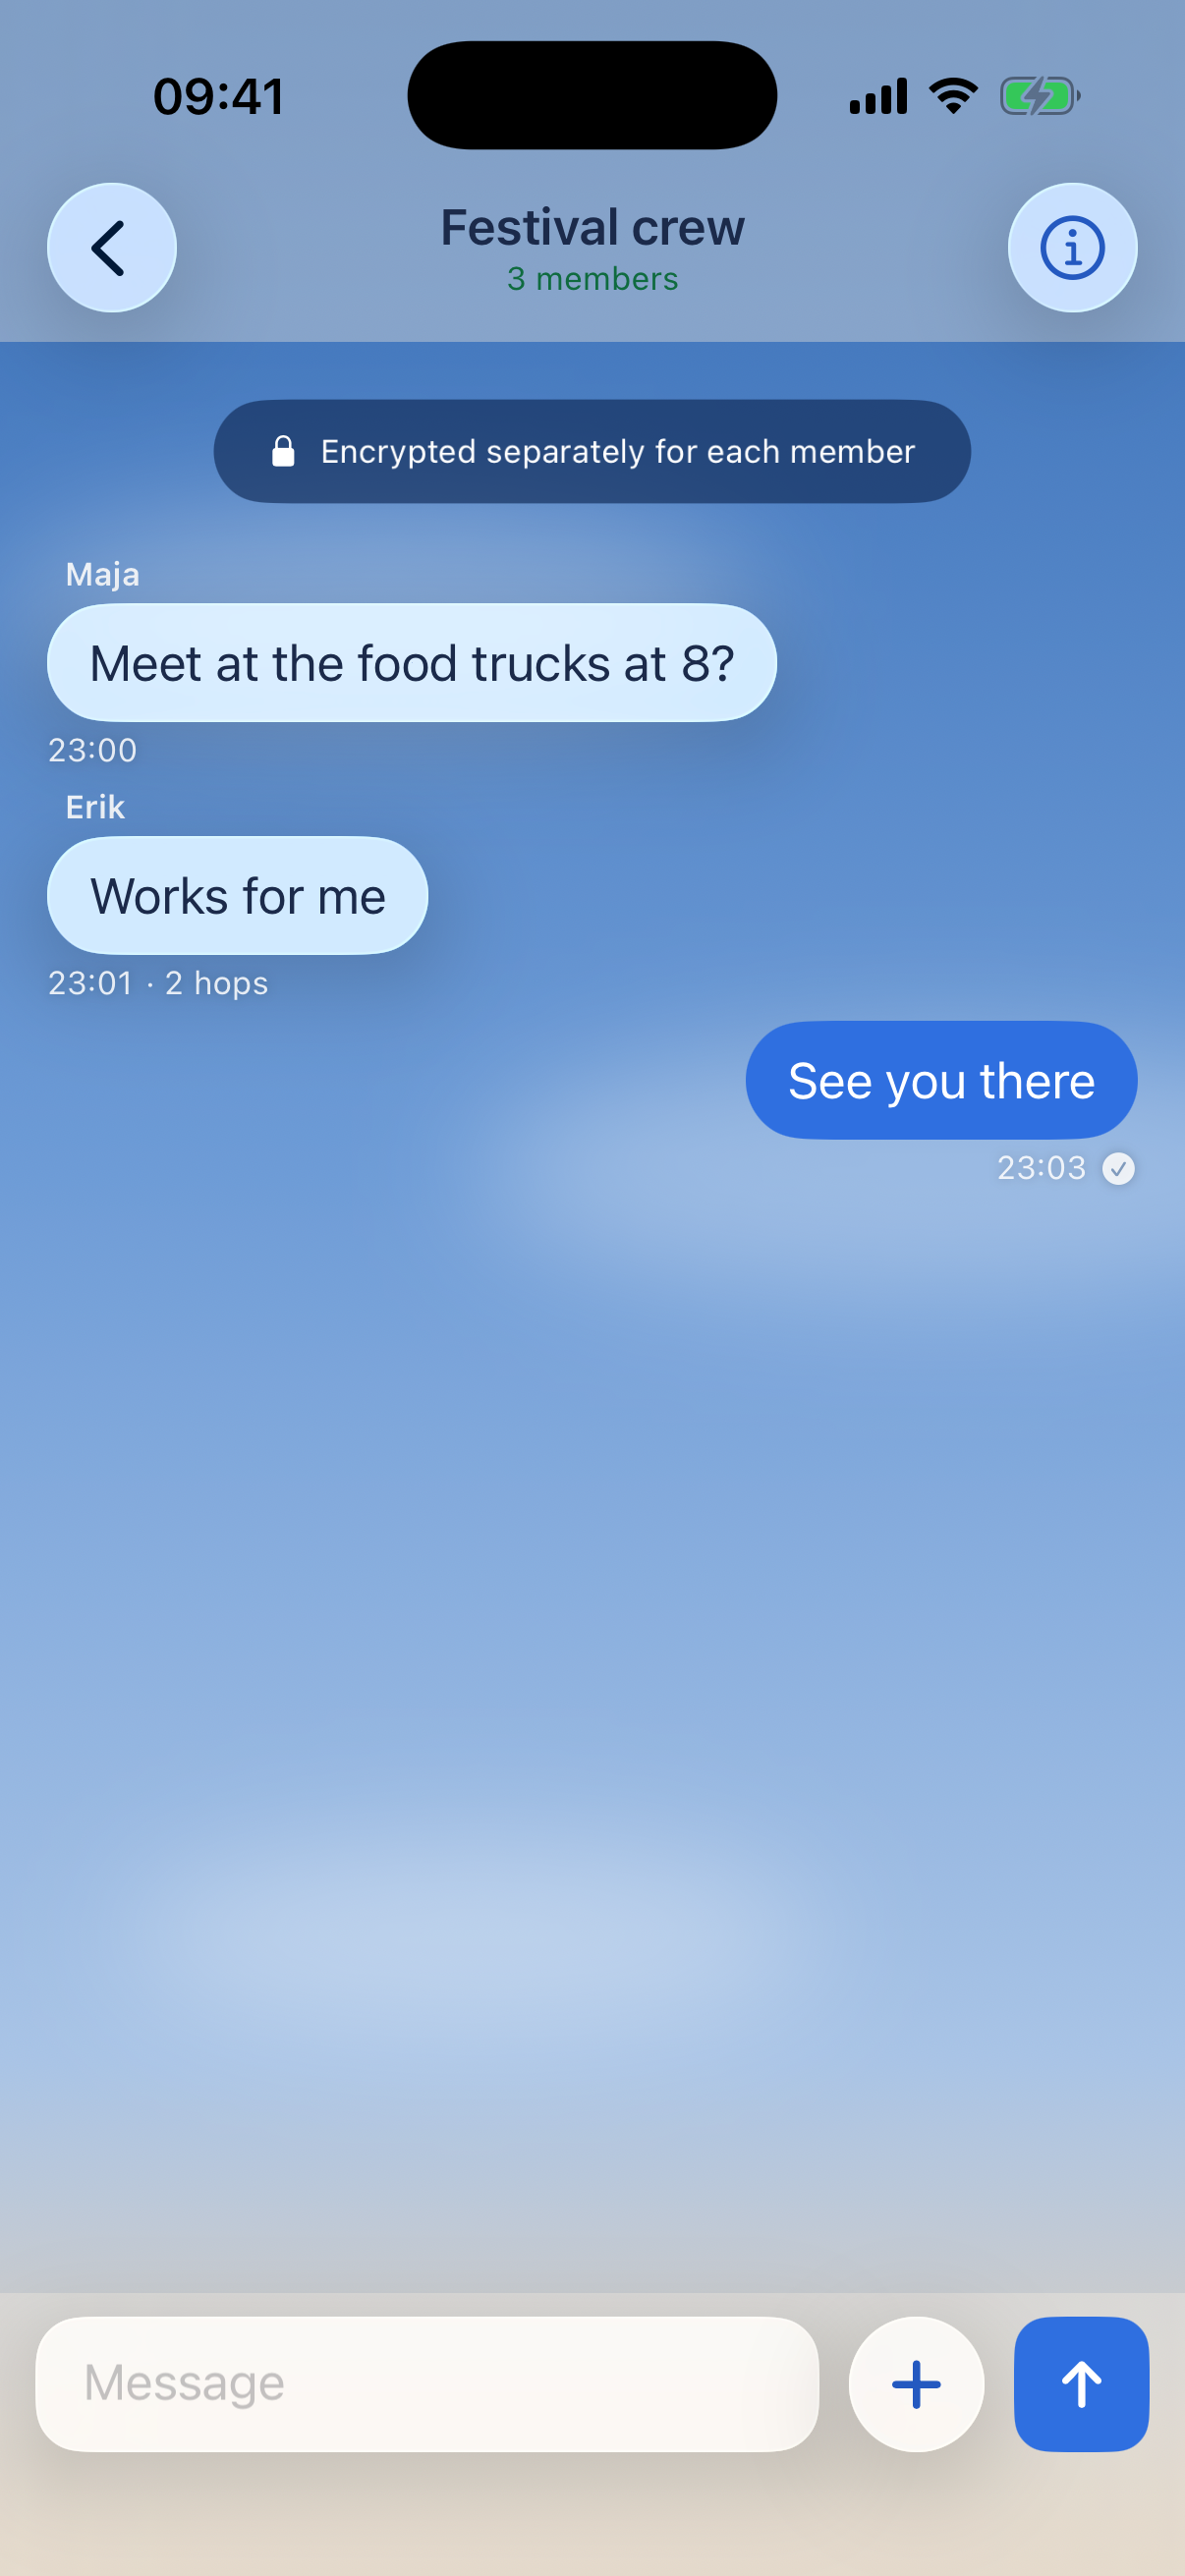 09:41
Festival crew
3 members
Encrypted separately for each member
Maja
Meet at the food trucks at 8?
23:00
Erik
Works for me
23:01 · 2 hops
See you there
23:03
Message